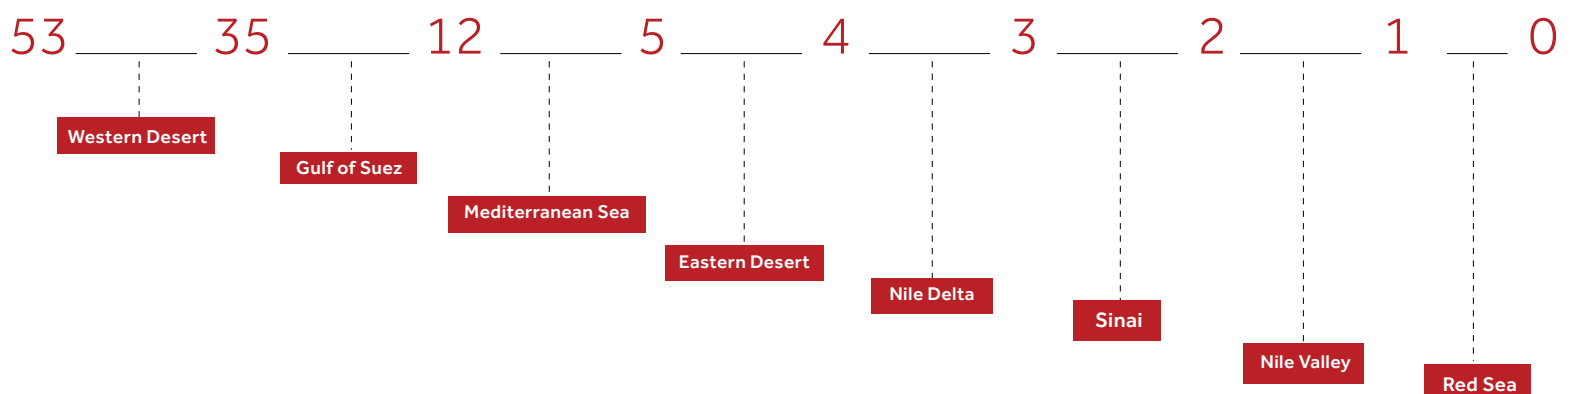 53 35 12 5 4 3 2 1 0
Western Desert
Gulf of Suez
Mediterranean Sea
Eastern Desert
Nile Delta
Sinai
Nile Valley
Red Sea